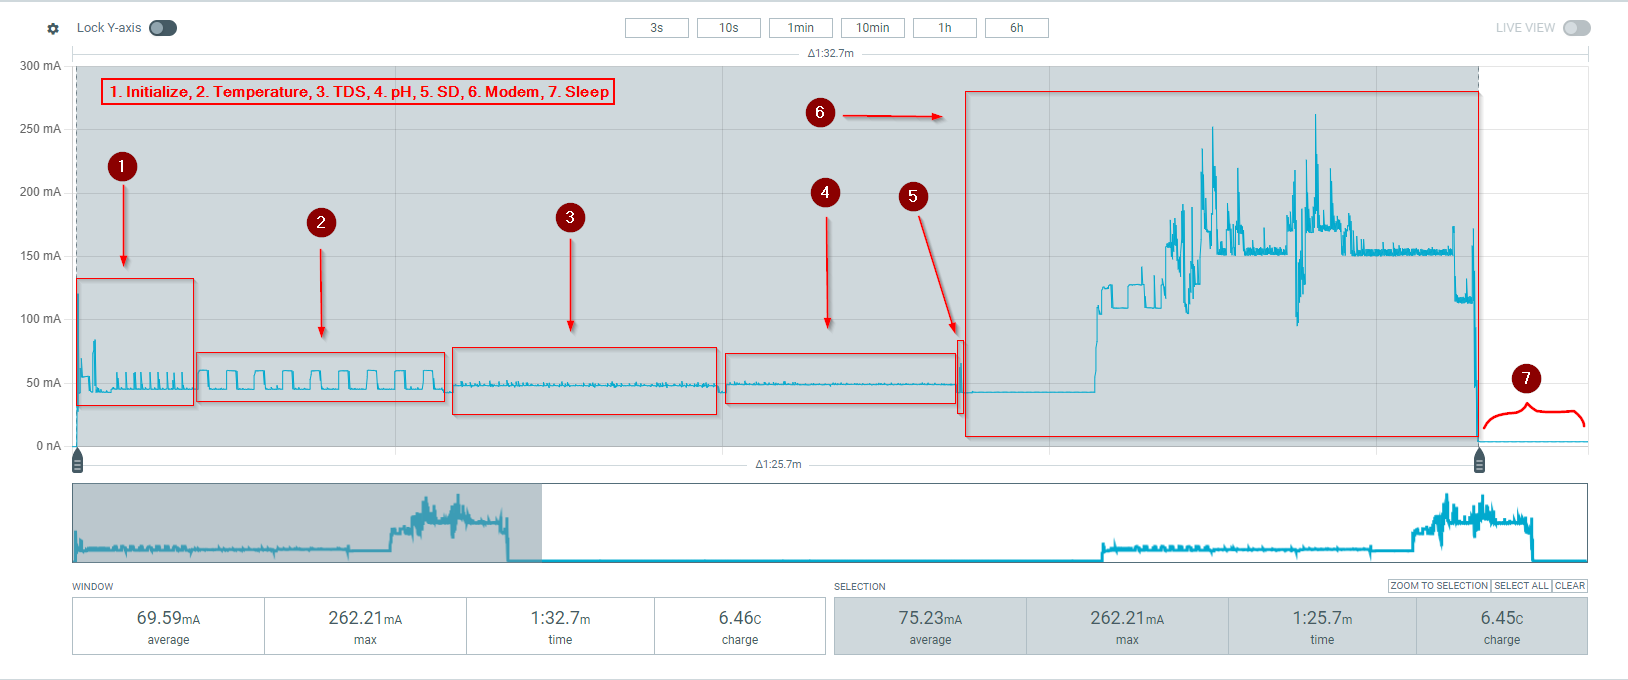 Lock Y-axis
3s 10s 1min 10min 1h 6h
LIVE VIEW
Δ1:32.7m
300 mA
1. Initialize, 2. Temperature, 3. TDS, 4. pH, 5. SD, 6. Modem, 7. Sleep
6
250 mA
1
200 mA
4
5
3
2
150 mA
100 mA
50 mA
7
0 nA
Δ1:25.7m
WINDOW
SELECTION
ZOOM TO SELECTION SELECT ALL CLEAR
69.59mA 262.21mA 1:32.7m 6.46C
average max time charge
75.23mA 262.21mA 1:25.7m 6.45C
average max time charge